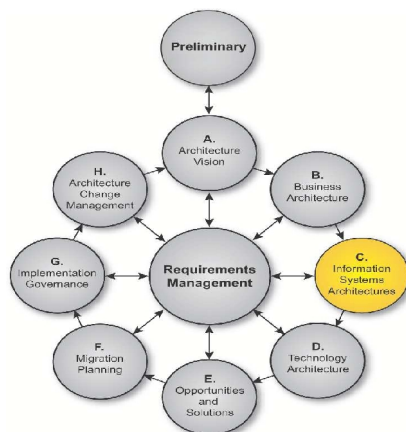 Preliminary
A.
Architecture
Vision
B.
Business
Architecture
C.
Information
Systems
Architectures
D.
Technology
Architecture
E.
Opportunities
and
Solutions
F.
Migration
Planning
G.
Implementation
Governance
H.
Architecture
Change
Management
Requirements
Management